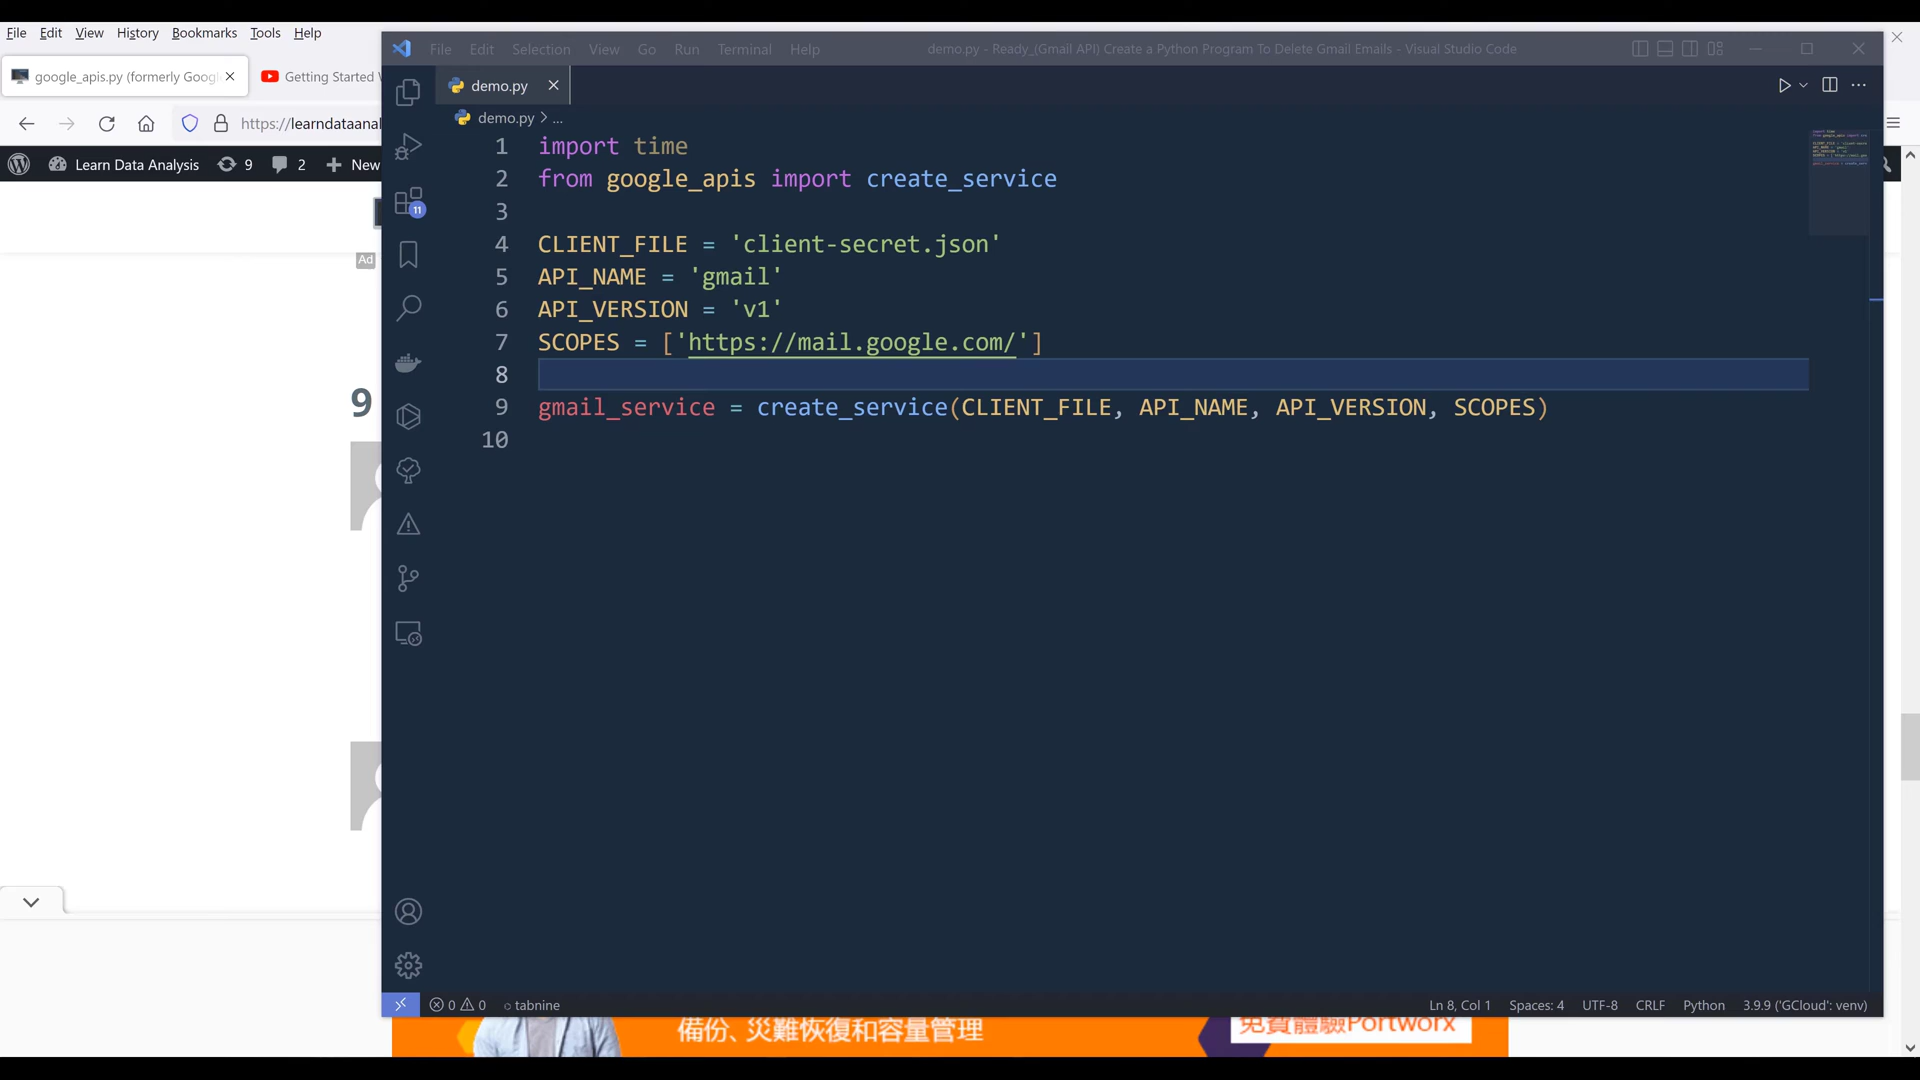 File Edit View History Bookmarks Tools Help
google_apis.py (formerly Googl
Getting Started W
https://learndataanal
Learn Data Analysis 9 2 New
Ad
9
File Edit Selection View Go Run Terminal Help
demo.py - Ready_(Gmail API) Create a Python Program To Delete Gmail Emails - Visual Studio Code
demo.py
demo.py > ...
11
1 import time
2 from google_apis import create_service
3
4 CLIENT_FILE = 'client-secret.json'
5 API_NAME = 'gmail'
6 API_VERSION = 'v1'
7 SCOPES = ['https://mail.google.com/']
8
9 gmail_service = create_service(CLIENT_FILE, API_NAME, API_VERSION, SCOPES)
10
0 0 tabnine
Ln 8, Col 1 Spaces: 4 UTF-8 CRLF Python 3.9.9 ('GCloud': venv)
備份、災難恢復和容量管理
免費體驗Portworx